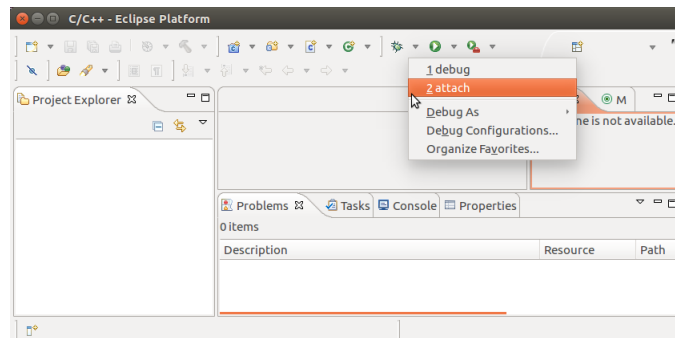 C/C++ - Eclipse Platform
1 debug
2 attach
Debug As
Debug Configurations...
Organize Favorites...
Project Explorer
M
ne is not available.
Problems
Tasks
Console
Properties
0 items
Description
Resource
Path